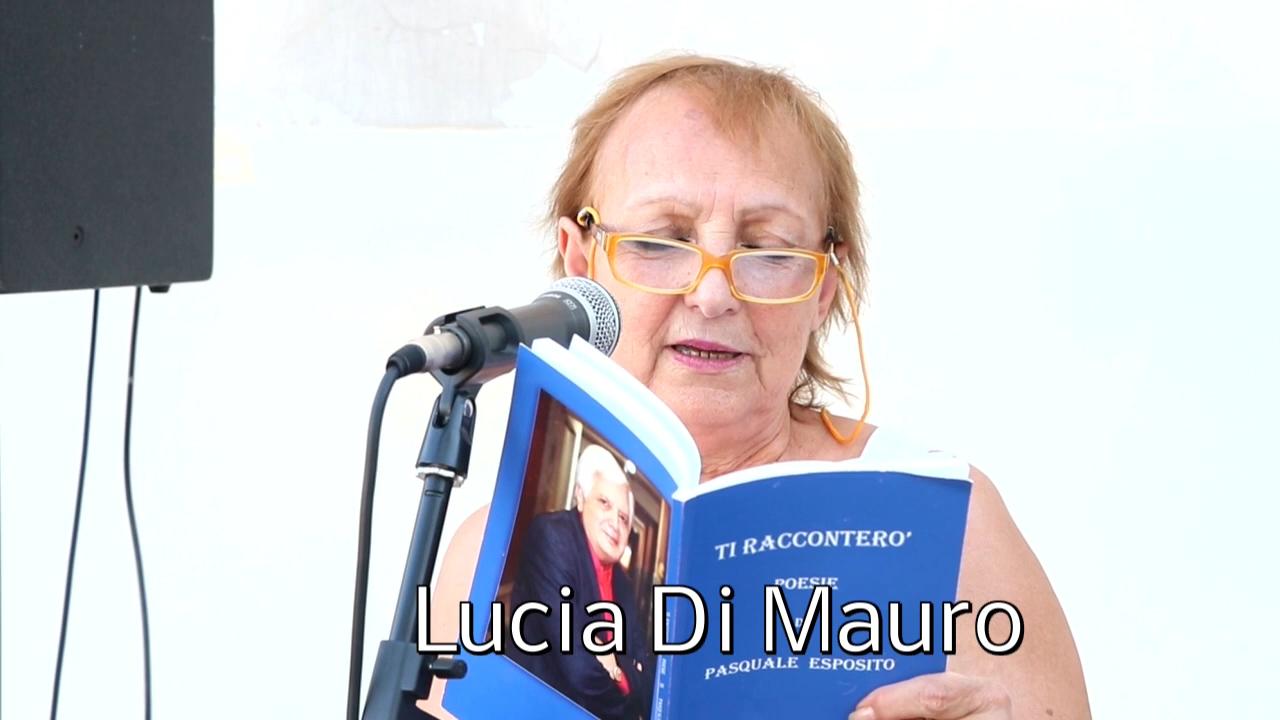 TI RACCONTERO'
POESIE
PASQUALE ESPOSITO
Lucia Di Mauro